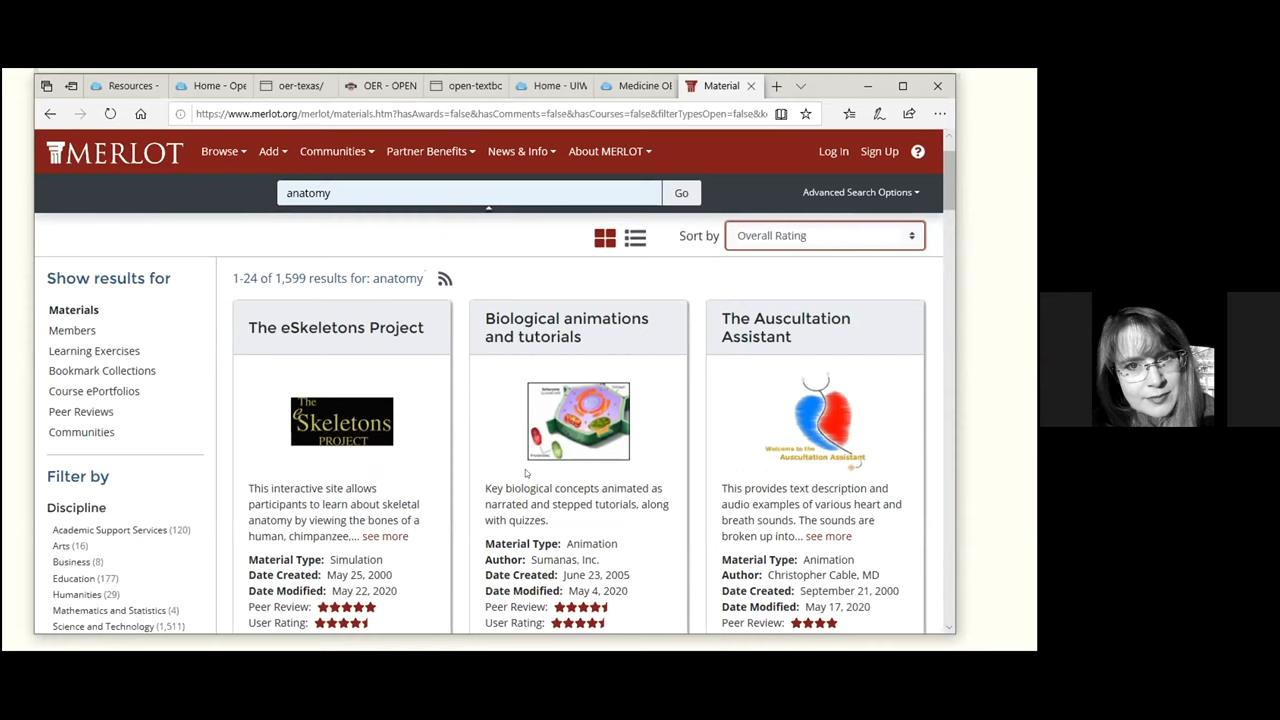 Resources -
Home - Ope
oer-texas/
OER - OPEN
open-textbc
Home - UIW
Medicine OE
Material
https://www.merlot.org/merlot/materials.htm?hasAwards=false&hasComments=false&hasCourses=false&filterTypesOpen=false&ke
MERLOT
Browse
Add
Communities
Partner Benefits
News & Info
About MERLOT
Log In
Sign Up
?
anatomy
Go
Advanced Search Options
Sort by
Overall Rating
Show results for
Materials
Members
Learning Exercises
Bookmark Collections
Course ePortfolios
Peer Reviews
Communities
Filter by
Discipline
Academic Support Services (120)
Arts (16)
Business (8)
Education (177)
Humanities (29)
Mathematics and Statistics (4)
Science and Technology (1,511)
1-24 of 1,599 results for: anatomy
The eSkeletons Project
The
eSkeletons
PROJECT
This interactive site allows
participants to learn about skeletal
anatomy by viewing the bones of a
human, chimpanzee,... see more
Material Type: Simulation
Date Created: May 25, 2000
Date Modified: May 22, 2020
Peer Review:
User Rating:
Biological animations
and tutorials
Key biological concepts animated as
narrated and stepped tutorials, along
with quizzes.
Material Type: Animation
Author: Sumanas, Inc.
Date Created: June 23, 2005
Date Modified: May 4, 2020
Peer Review:
User Rating:
The Auscultation
Assistant
Welcome to the
Auscultation Assistant
This provides text description and
audio examples of various heart and
breath sounds. The sounds are
broken up into... see more
Material Type: Animation
Author: Christopher Cable, MD
Date Created: September 21, 2000
Date Modified: May 17, 2020
Peer Review: